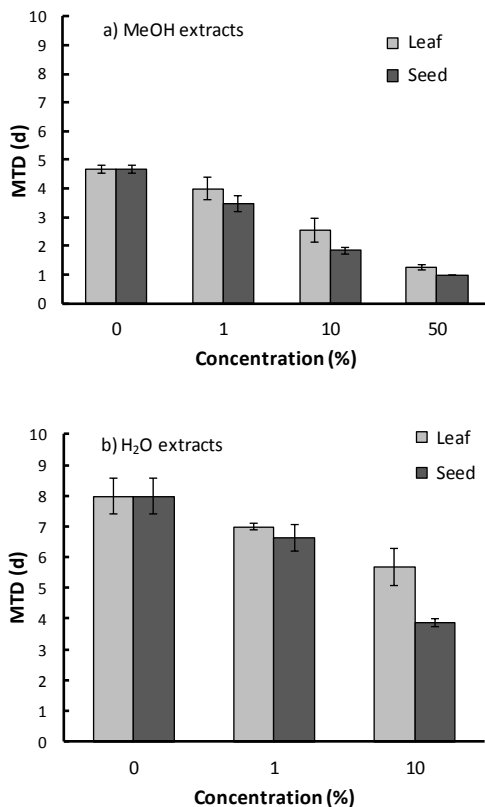 a) MeOH extracts
Leaf
Seed
MTD (d)
10
9
8
7
6
5
4
3
2
1
0
0 1 10 50
Concentration (%)
b) H₂O extracts
Leaf
Seed
MTD (d)
10
9
8
7
6
5
4
3
2
1
0
0 1 10
Concentration (%)